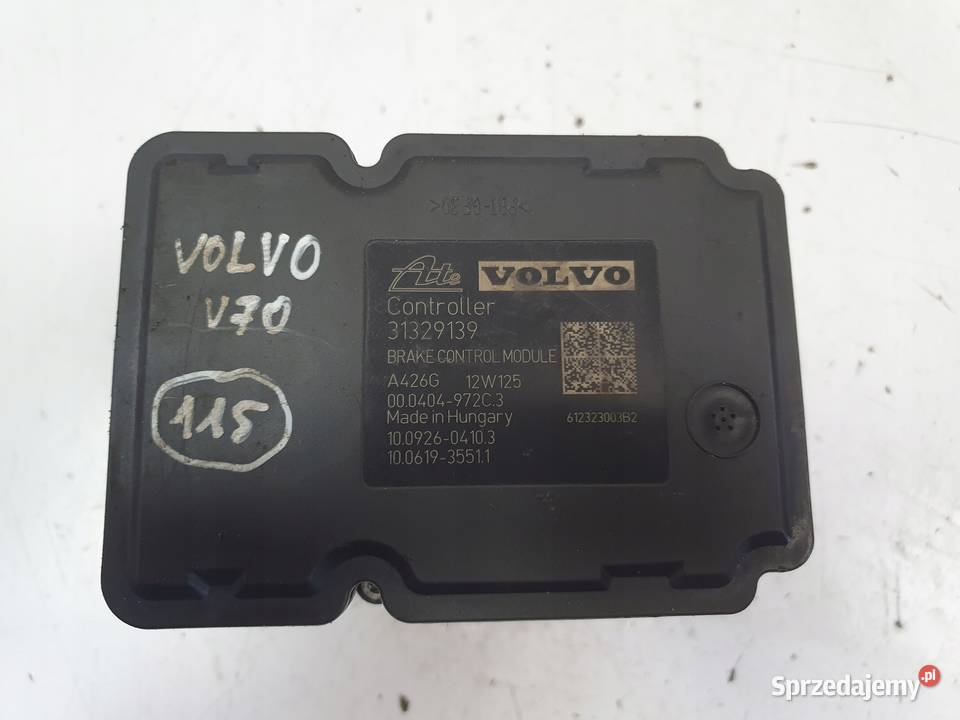 VOLVO
V70
115
Ate VOLVO
Controller
31329139
BRAKE CONTROL MODULE
A426G 12W125
00.0404-972C.3
Made in Hungary
612323003B2
10.0926-0410.3
10.0619-3551.1
Sprzedajemy.pl